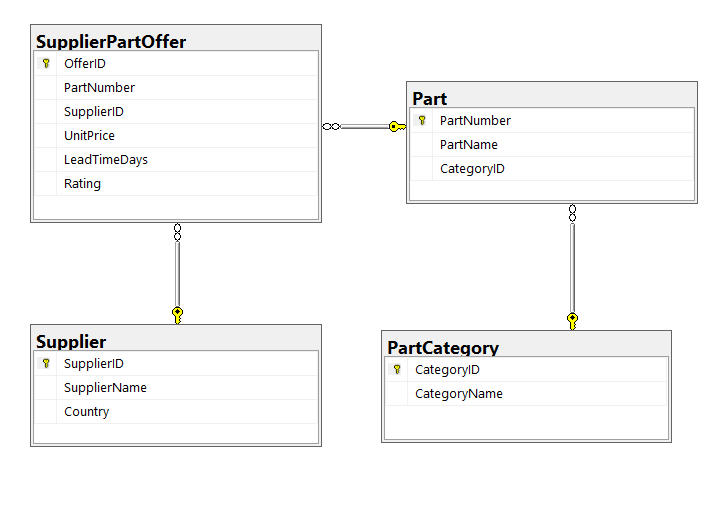 SupplierPartOffer
OfferID
PartNumber
SupplierID
UnitPrice
LeadTimeDays
Rating
Part
PartNumber
PartName
CategoryID
Supplier
SupplierID
SupplierName
Country
PartCategory
CategoryID
CategoryName